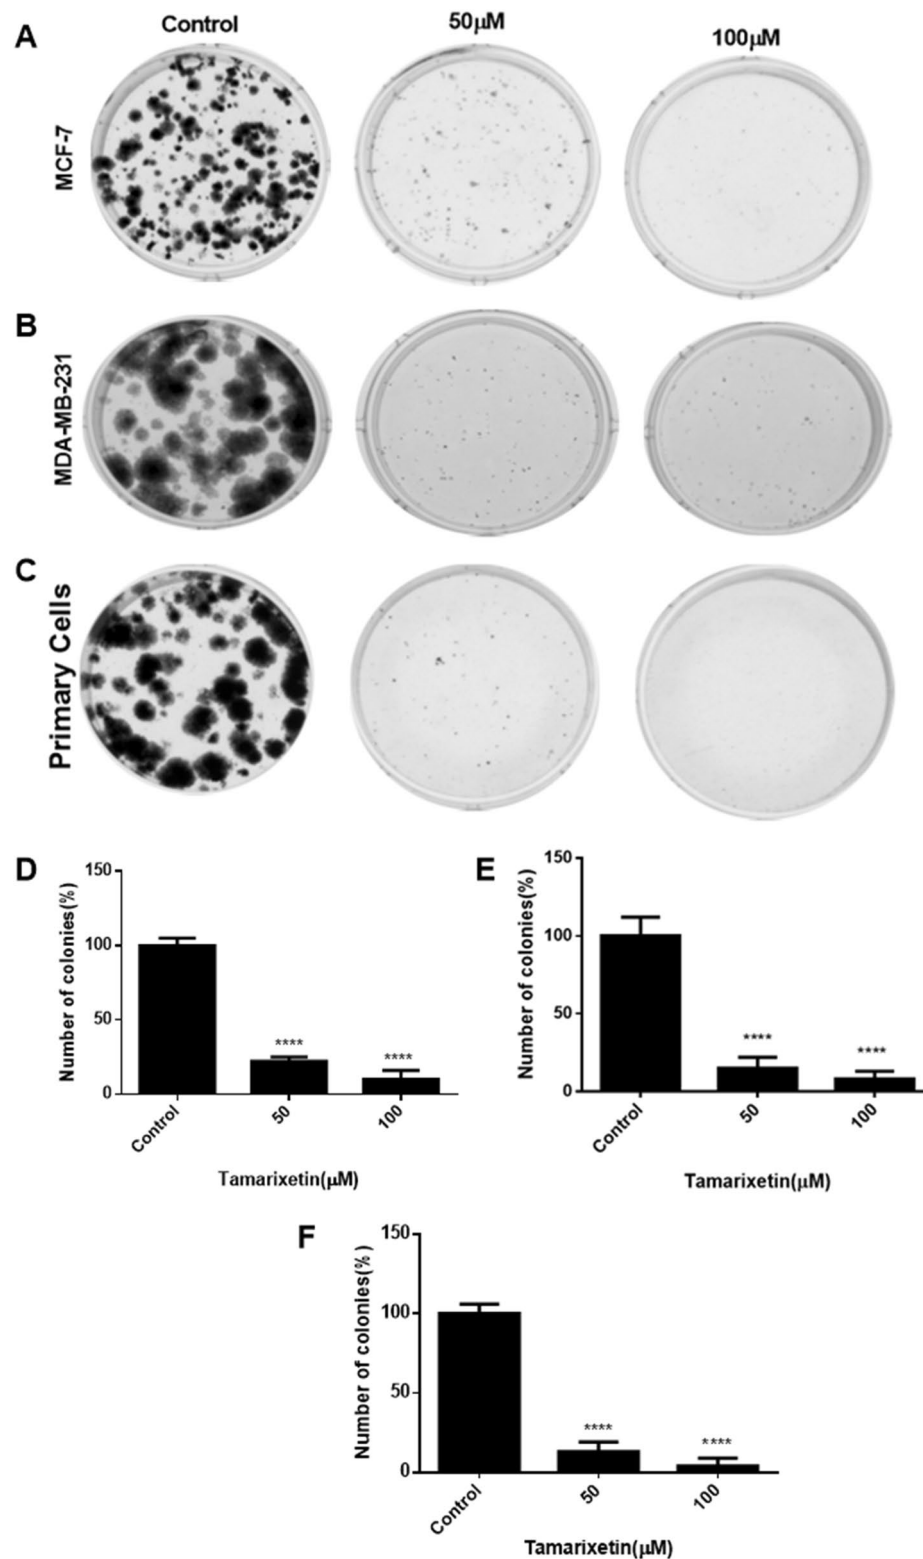 A
Control
50μM
100μM
MCF-7
B
MDA-MB-231
C
Primary Cells
D
150
100
50
0
Number of colonies(%)
****
****
Control
50
100
Tamarixetin(μM)
E
150
100
50
0
Number of colonies(%)
****
****
Control
50
100
Tamarixetin(μM)
F
150
100
50
0
Number of colonies(%)
****
****
Control
50
100
Tamarixetin(μM)